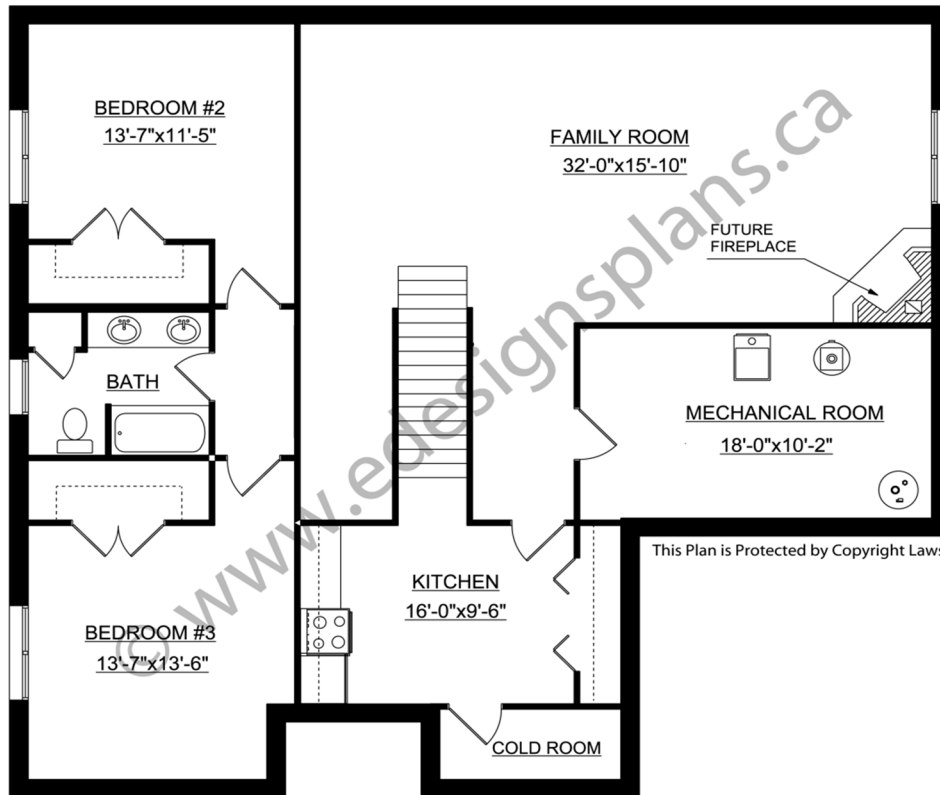 BEDROOM #2
13'-7"x11'-5"
FAMILY ROOM
32'-0"x15'-10"
FUTURE
FIREPLACE
BATH
MECHANICAL ROOM
18'-0"x10'-2"
This Plan is Protected by Copyright Laws
KITCHEN
16'-0"x9'-6"
BEDROOM #3
13'-7"x13'-6"
COLD ROOM
© www.edesignsplans.ca